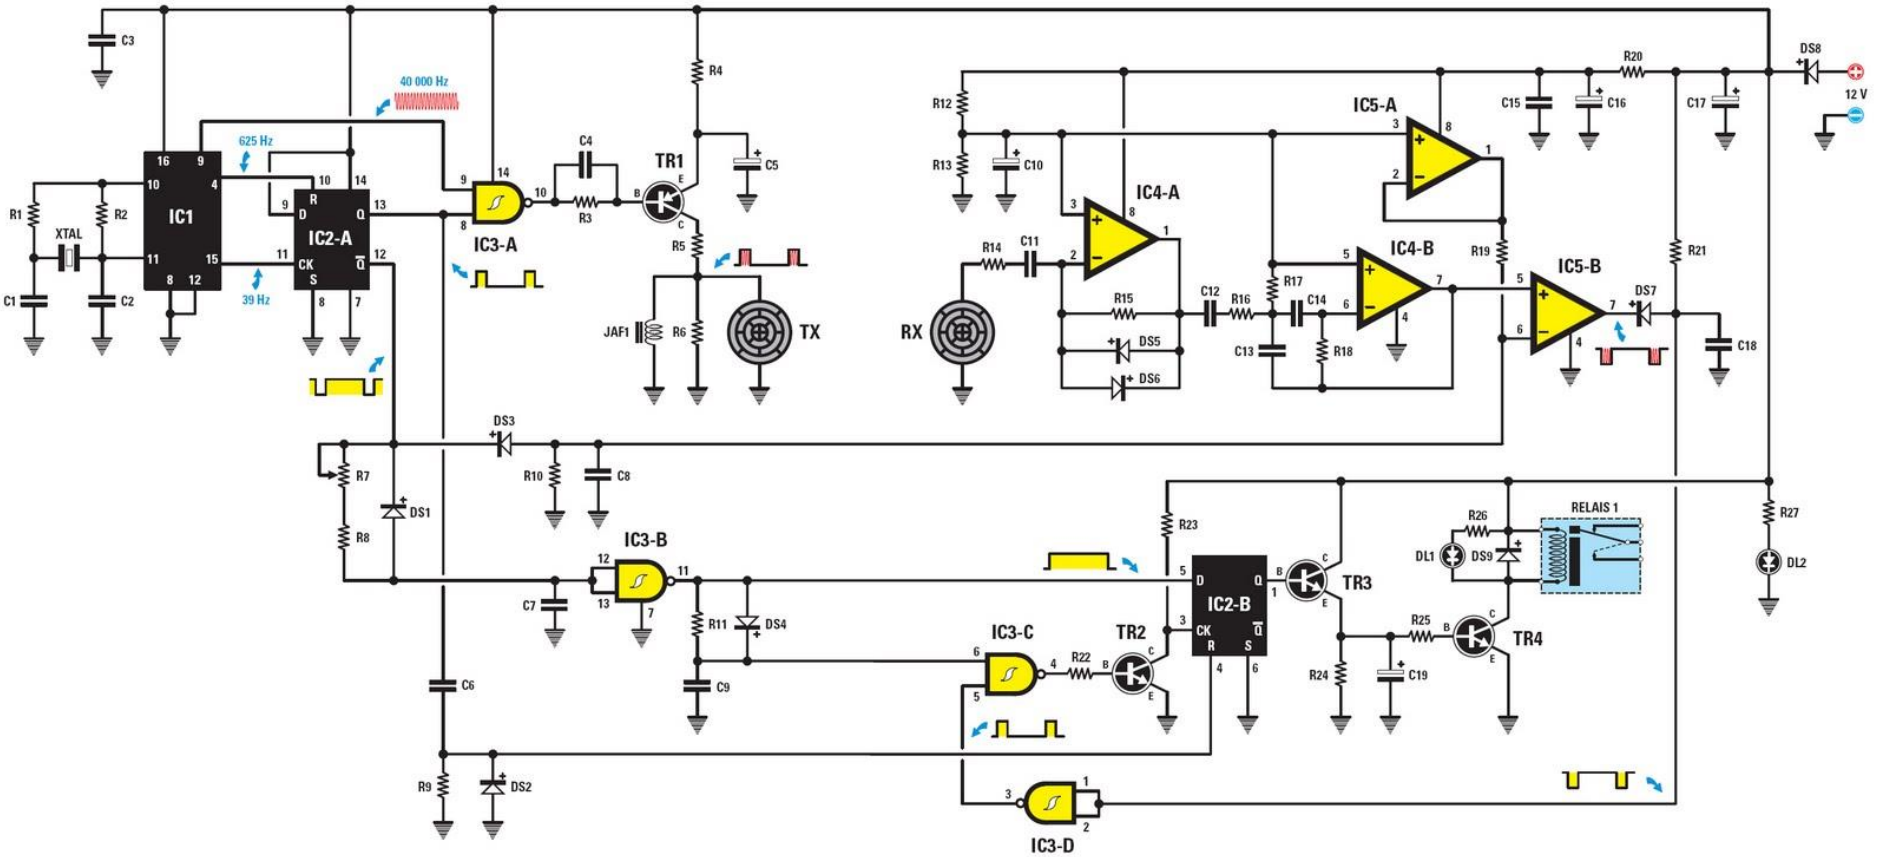 C3
40 000 Hz
625 Hz
39 Hz
16 9
4
10
11
15
8 12
IC1
R1
R2
XTAL
C1
C2
10 14
9
D
R
Q
13
IC2-A
11
CK
Q
12
S
8
7
14
9
8
10
IC3-A
C4
R3
TR1
B
E
C
R4
C5
R5
JAF1
R6
TX
R12
R13
C10
IC4-A
3
8
1
2
+
−
R14
C11
RX
R15
DS5
DS6
C12
R16
R17
C13
C14
R18
IC4-B
5
6
7
4
+
−
IC5-A
3
8
1
2
+
−
R19
IC5-B
5
6
7
4
+
−
DS7
R21
C18
C15
C16
R20
C17
DS8
12 V
DS3
R7
R8
DS1
R10
C8
C7
IC3-B
12
13
11
7
R11
DS4
C9
C6
R9
DS2
IC3-C
6
5
4
R22
TR2
B
C
E
R23
5
D
Q
1
IC2-B
3
CK
Q
R
S
4
6
TR3
B
C
E
R24
C19
R25
TR4
B
C
E
R26
DL1
DS9
RELAIS 1
R27
DL2
3
1
2
IC3-D